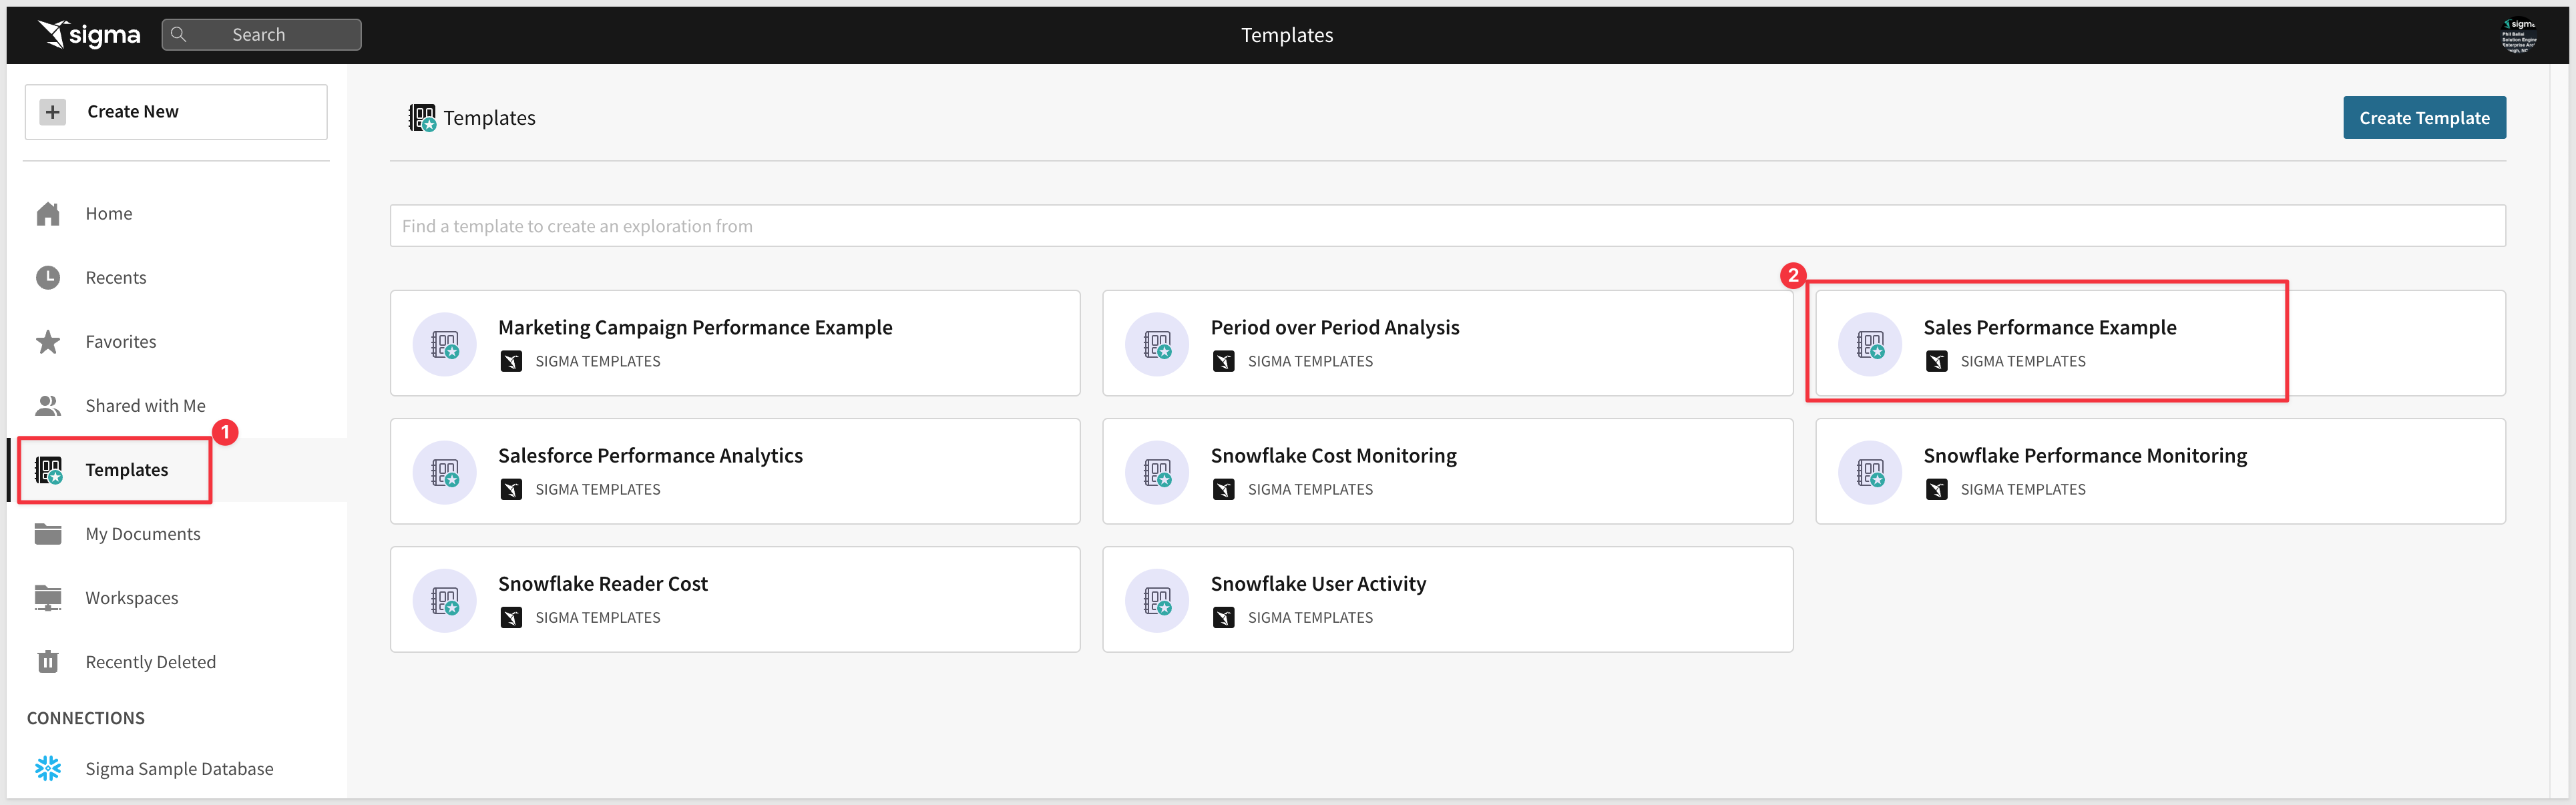 sigma
Search
Templates
sigma
Create New
Templates
Create Template
Home
Find a template to create an exploration from
Recents
2
Marketing Campaign Performance Example
SIGMA TEMPLATES
Period over Period Analysis
SIGMA TEMPLATES
Sales Performance Example
SIGMA TEMPLATES
Favorites
Shared with Me
1
Templates
Salesforce Performance Analytics
SIGMA TEMPLATES
Snowflake Cost Monitoring
SIGMA TEMPLATES
Snowflake Performance Monitoring
SIGMA TEMPLATES
My Documents
Workspaces
Snowflake Reader Cost
SIGMA TEMPLATES
Snowflake User Activity
SIGMA TEMPLATES
Recently Deleted
CONNECTIONS
Sigma Sample Database